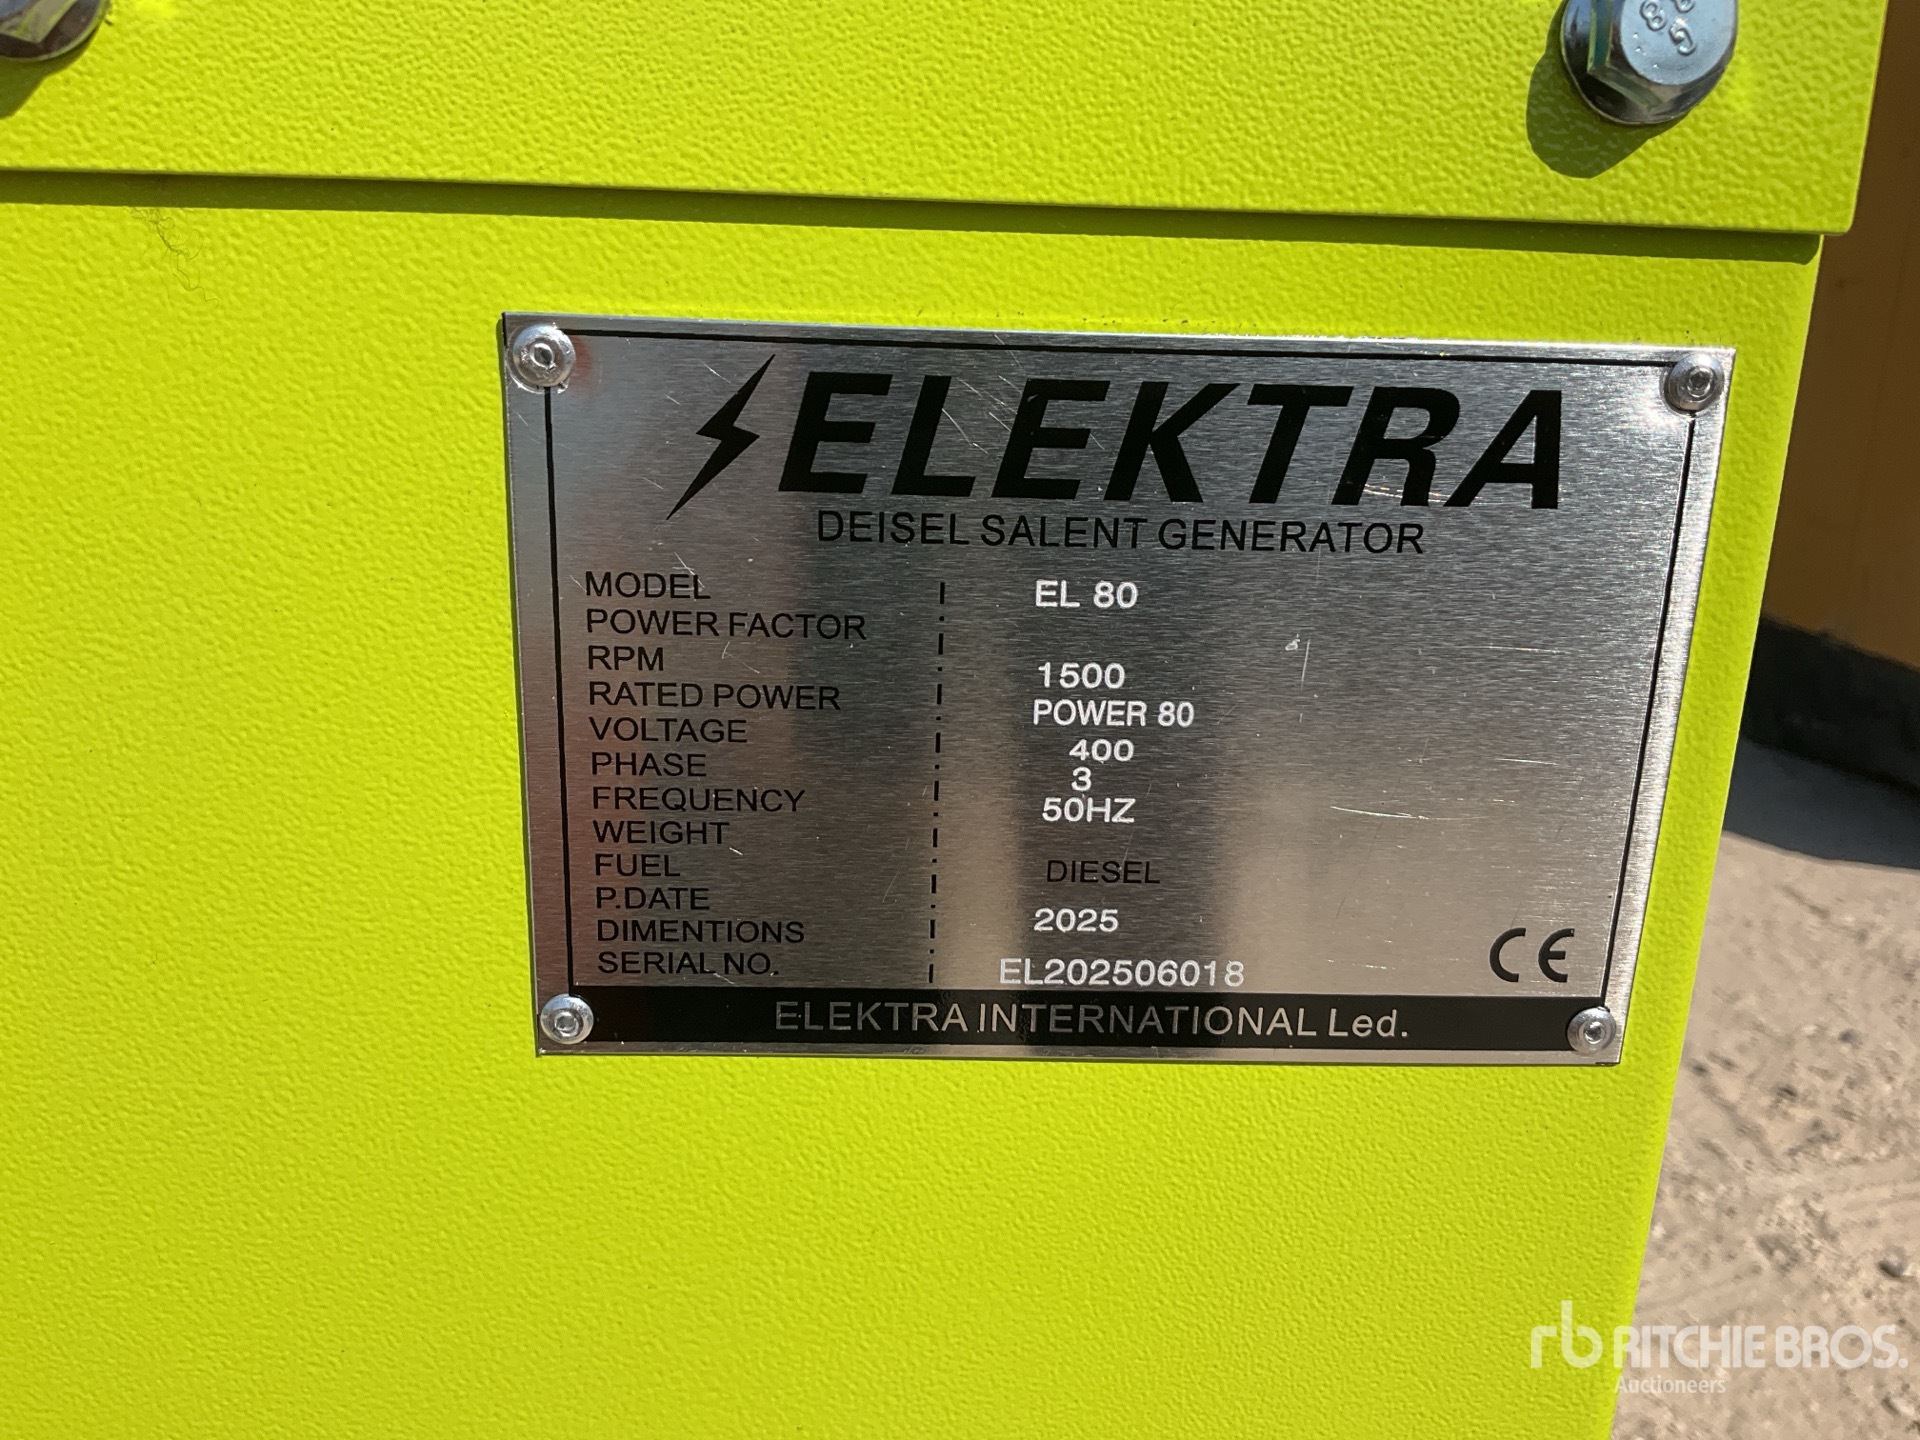 ELEKTRA
DEISEL SALENT GENERATOR
MODEL EL 80
POWER FACTOR
RPM 1500
RATED POWER POWER 80
VOLTAGE 400
PHASE 3
FREQUENCY 50HZ
WEIGHT
FUEL DIESEL
P.DATE 2025
DIMENTIONS
SERIAL NO. EL202506018
CE
ELEKTRA INTERNATIONAL Led.
rb RITCHIE BROS.
Auctioneers